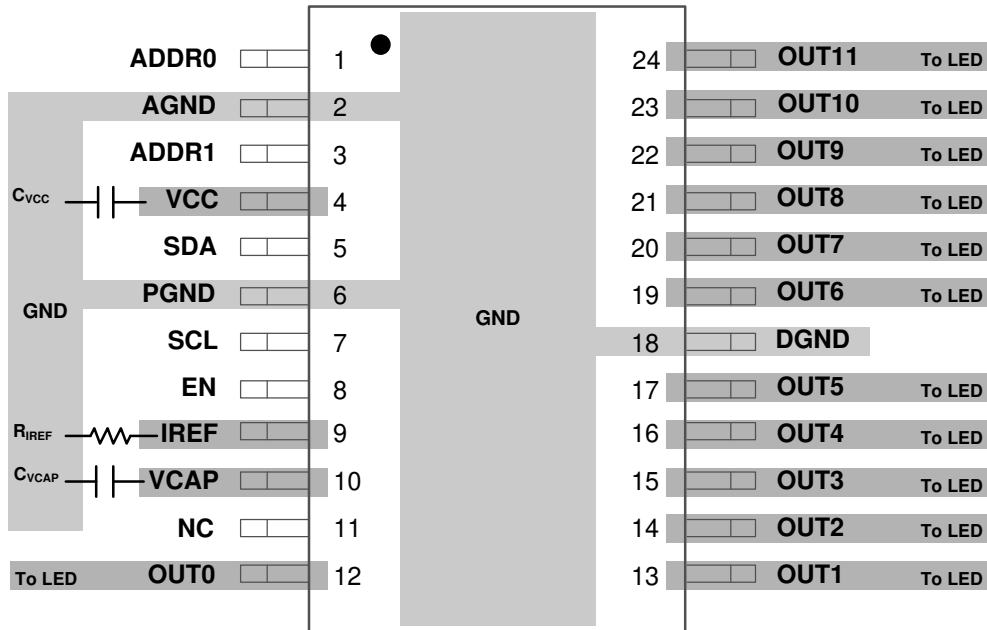 ADDR0 1 24 OUT11 To LED
AGND 2 23 OUT10 To LED
ADDR1 3 22 OUT9 To LED
CVCC VCC 4 21 OUT8 To LED
SDA 5 20 OUT7 To LED
PGND 6 19 OUT6 To LED
GND GND
SCL 7 18 DGND
EN 8 17 OUT5 To LED
RIREF IREF 9 16 OUT4 To LED
CVCAP VCAP 10 15 OUT3 To LED
NC 11 14 OUT2 To LED
To LED OUT0 12 13 OUT1 To LED